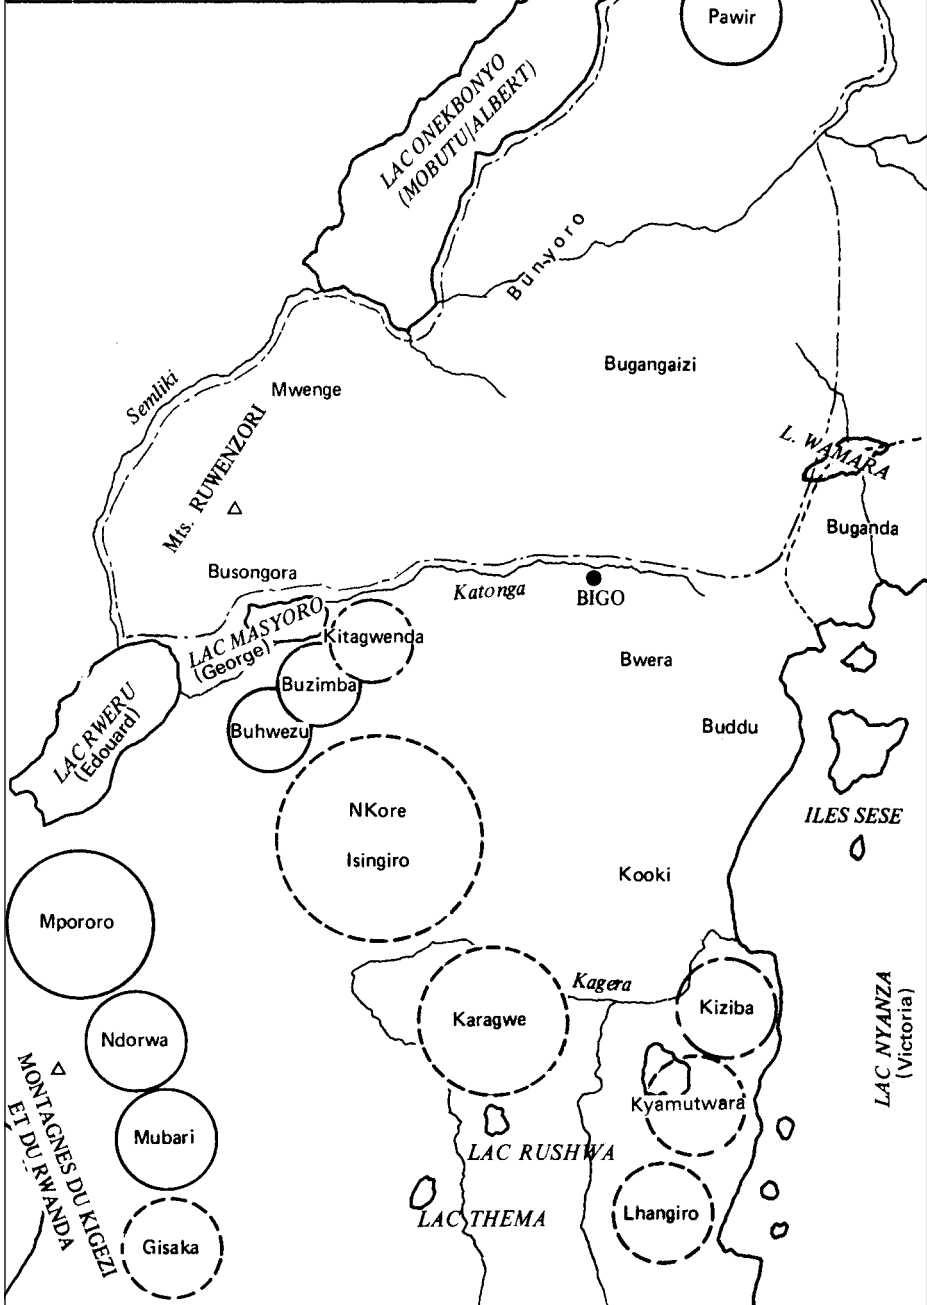 Pawir
LAC ONEKBONYO
(MOBUTU/ALBERT)
Bunyoro
Bugangaizi
Semliki
Mwenge
Mts. RUWENZORI
L. WAMARA
Buganda
Busongora
Katonga
BIGO
LAC MASYORO
(George)
Kitagwenda
Bwera
Buzimba
LAC RWERU
(Edouard)
Buhwezu
Buddu
NKore
ILES SESE
Isingiro
Kooki
Mpororo
Kagera
Kiziba
Karagwe
LAC NYANZA
(Victoria)
Ndorwa
MONTAGNES DU KIGEZI
ET DU RWANDA
Kyamutwara
Mubari
LAC RUSHWA
LAC THEMA
Lhangiro
Gisaka